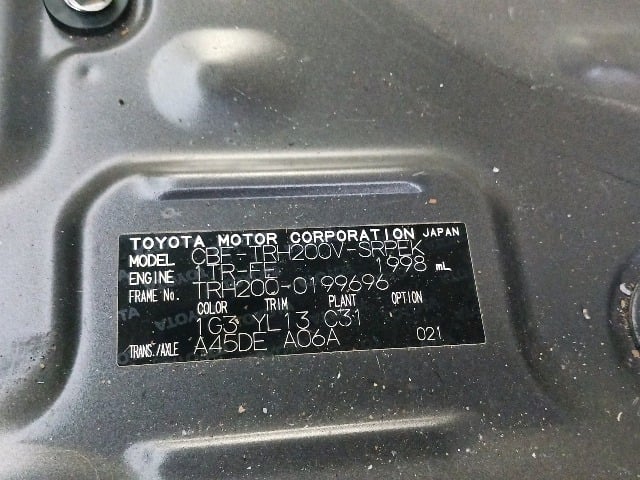 TOYOTA MOTOR CORPORATION JAPAN
MODEL CBF-TRH200V-SRPEK
ENGINE 1TR-FE 1998 mL
FRAME No. TRH200-0199696
COLOR TRIM PLANT OPTION
1G3 YL13 C31
TRANS./AXLE A45DE A06A 021